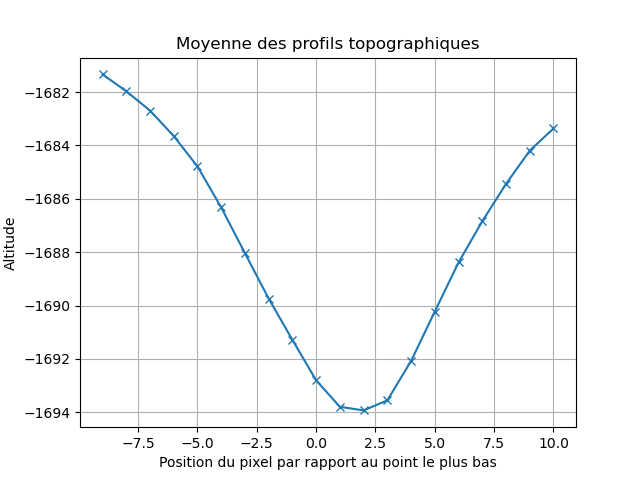 Moyenne des profils topographiques
−1682
−1684
−1686
−1688
−1690
−1692
−1694
Altitude
−7.5 −5.0 −2.5 0.0 2.5 5.0 7.5 10.0
Position du pixel par rapport au point le plus bas